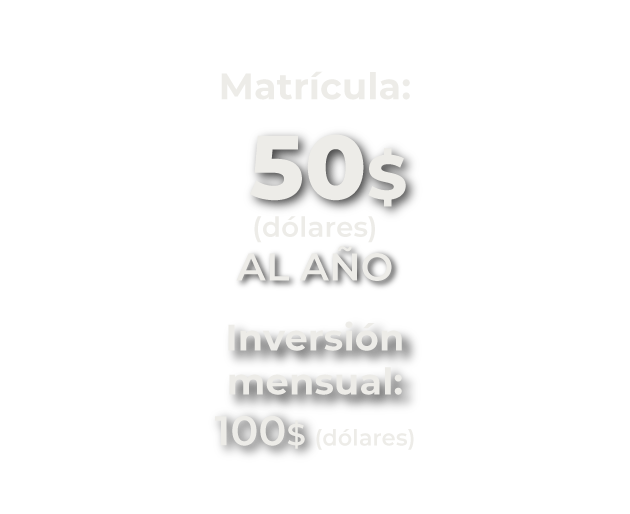 Matrícula:
50$
(dólares)
AL AÑO
Inversión
mensual:
100$ (dólares)